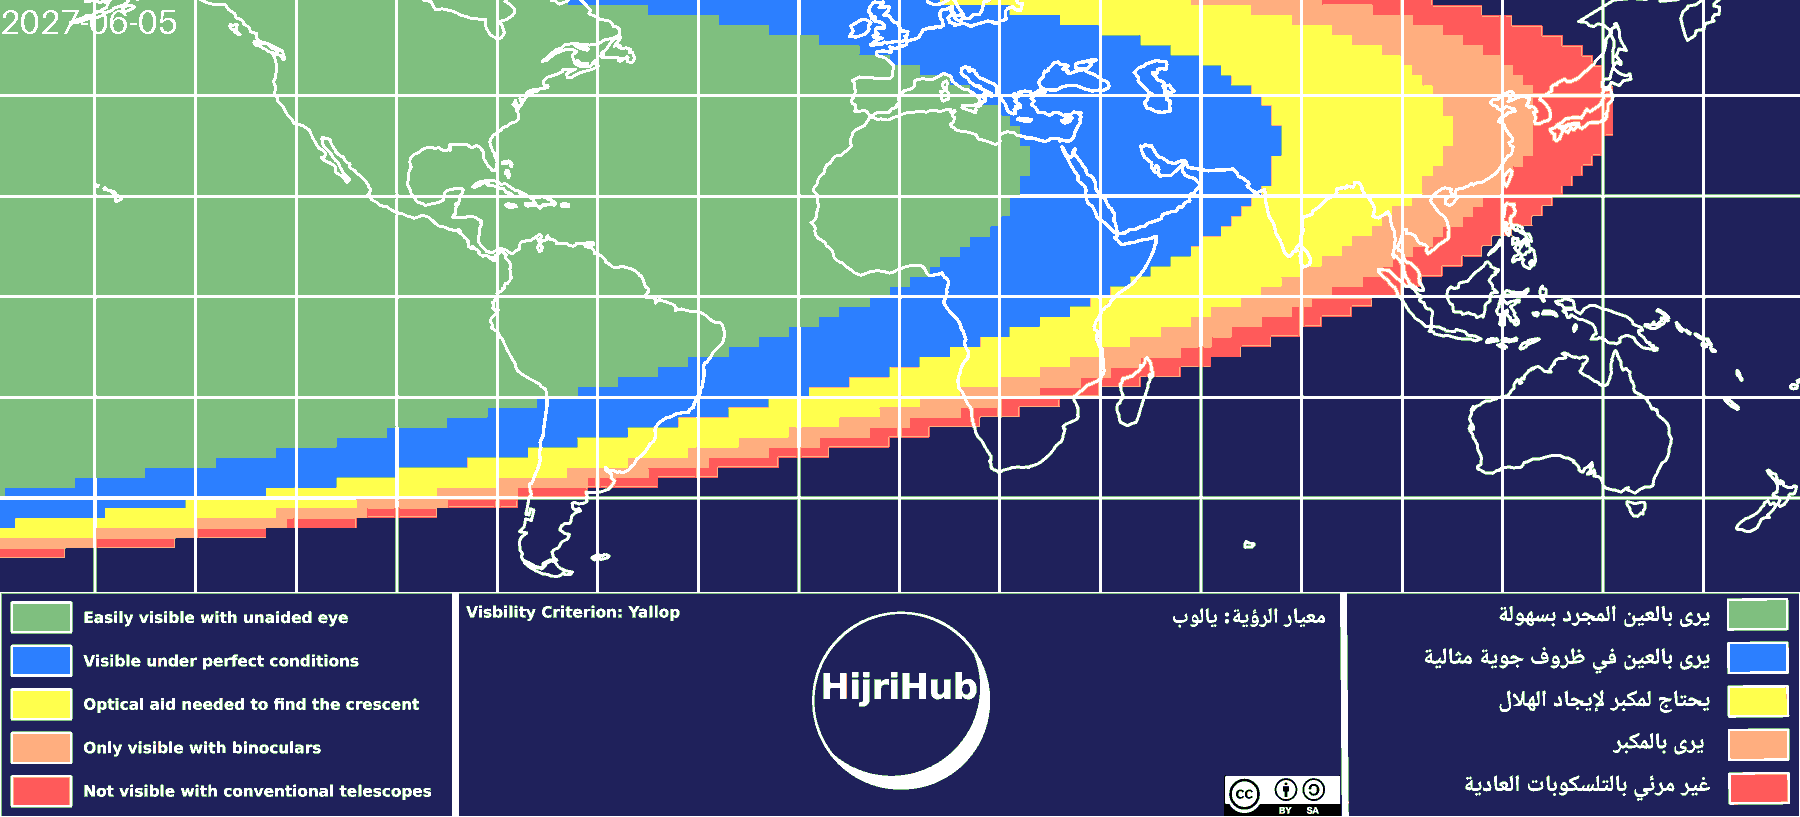 2027-06-05
Easily visible with unaided eye
Visible under perfect conditions
Optical aid needed to find the crescent
Only visible with binoculars
Not visible with conventional telescopes
Visbility Criterion: Yallop
معيار الرؤية: يالوب
HijriHub
cc
BY SA
يرى بالعين المجرد بسهولة
يرى بالعين في ظروف جوية مثالية
يحتاج لمكبر لإيجاد الهلال
يرى بالمكبر
غير مرئي بالتلسكوبات العادية